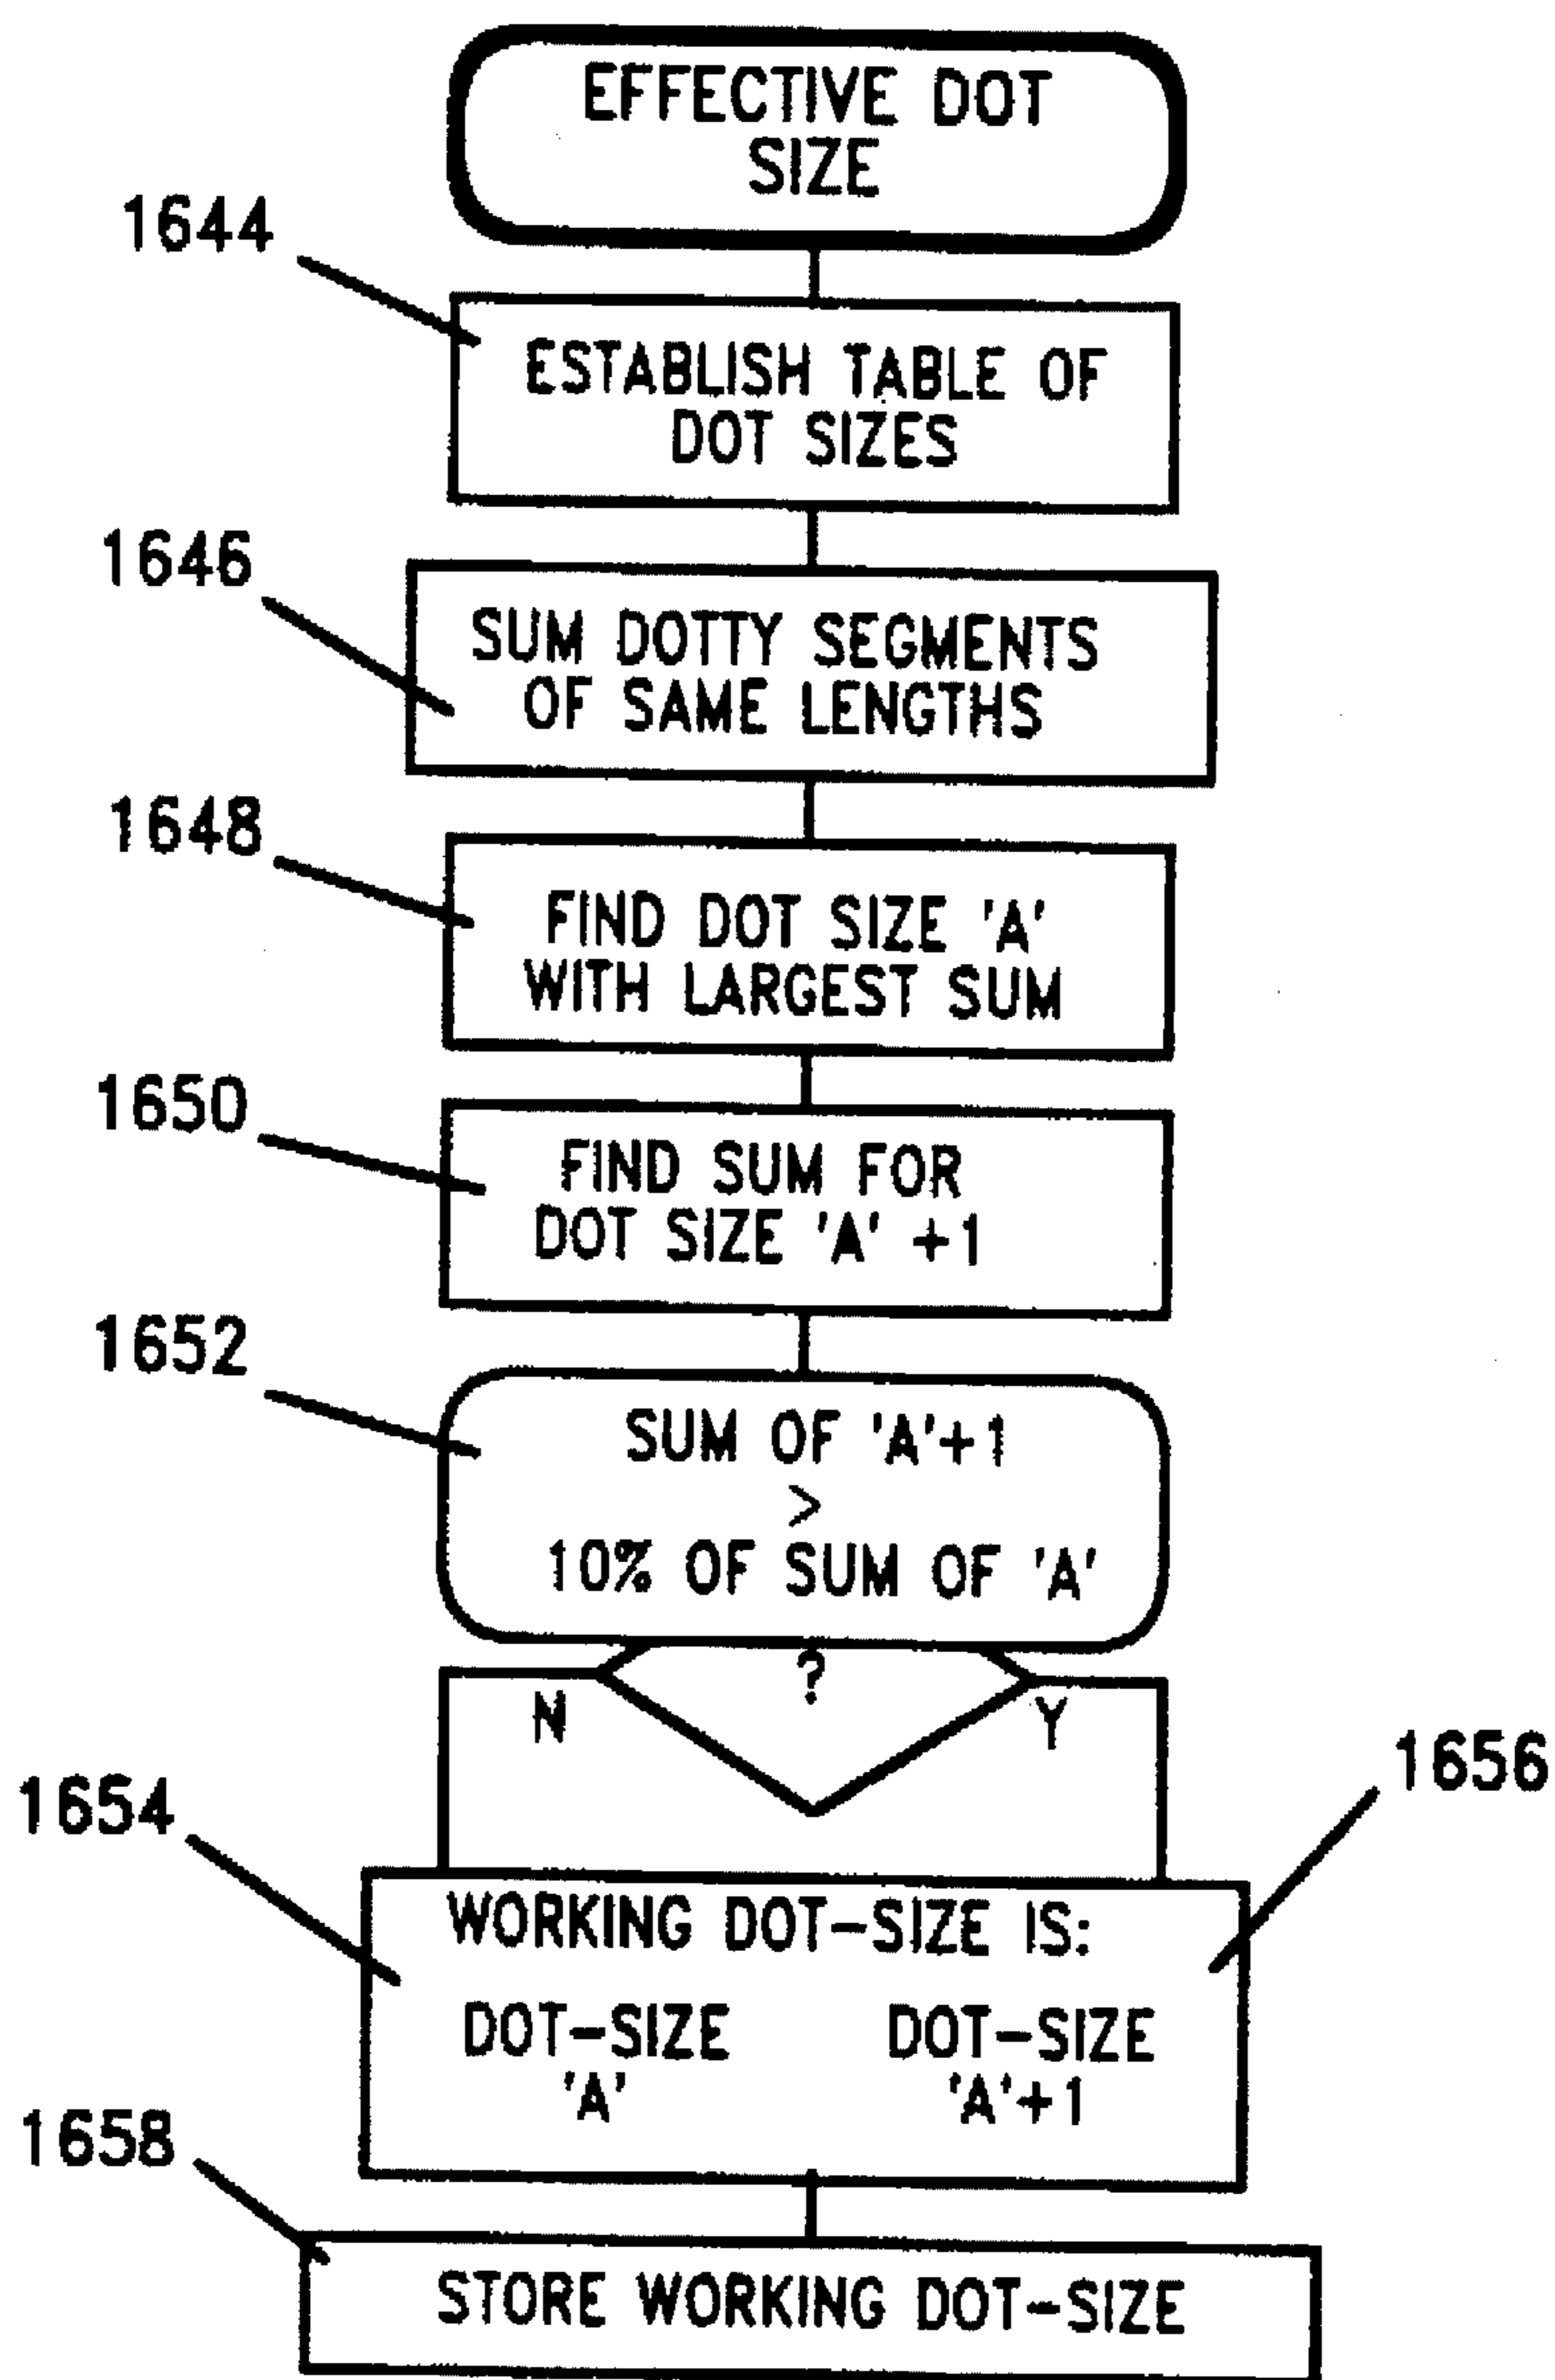 EFFECTIVE DOT
SIZE
1644
ESTABLISH TABLE OF
DOT SIZES
1646
SUM DOTTY SEGMENTS
OF SAME LENGTHS
1648
FIND DOT SIZE 'A'
WITH LARGEST SUM
1650
FIND SUM FOR
DOT SIZE 'A' +1
1652
SUM OF 'A'+1
>
10% OF SUM OF 'A'
?
N
Y
1654
1656
WORKING DOT-SIZE IS:
DOT-SIZE
'A'
DOT-SIZE
'A'+1
1658
STORE WORKING DOT-SIZE